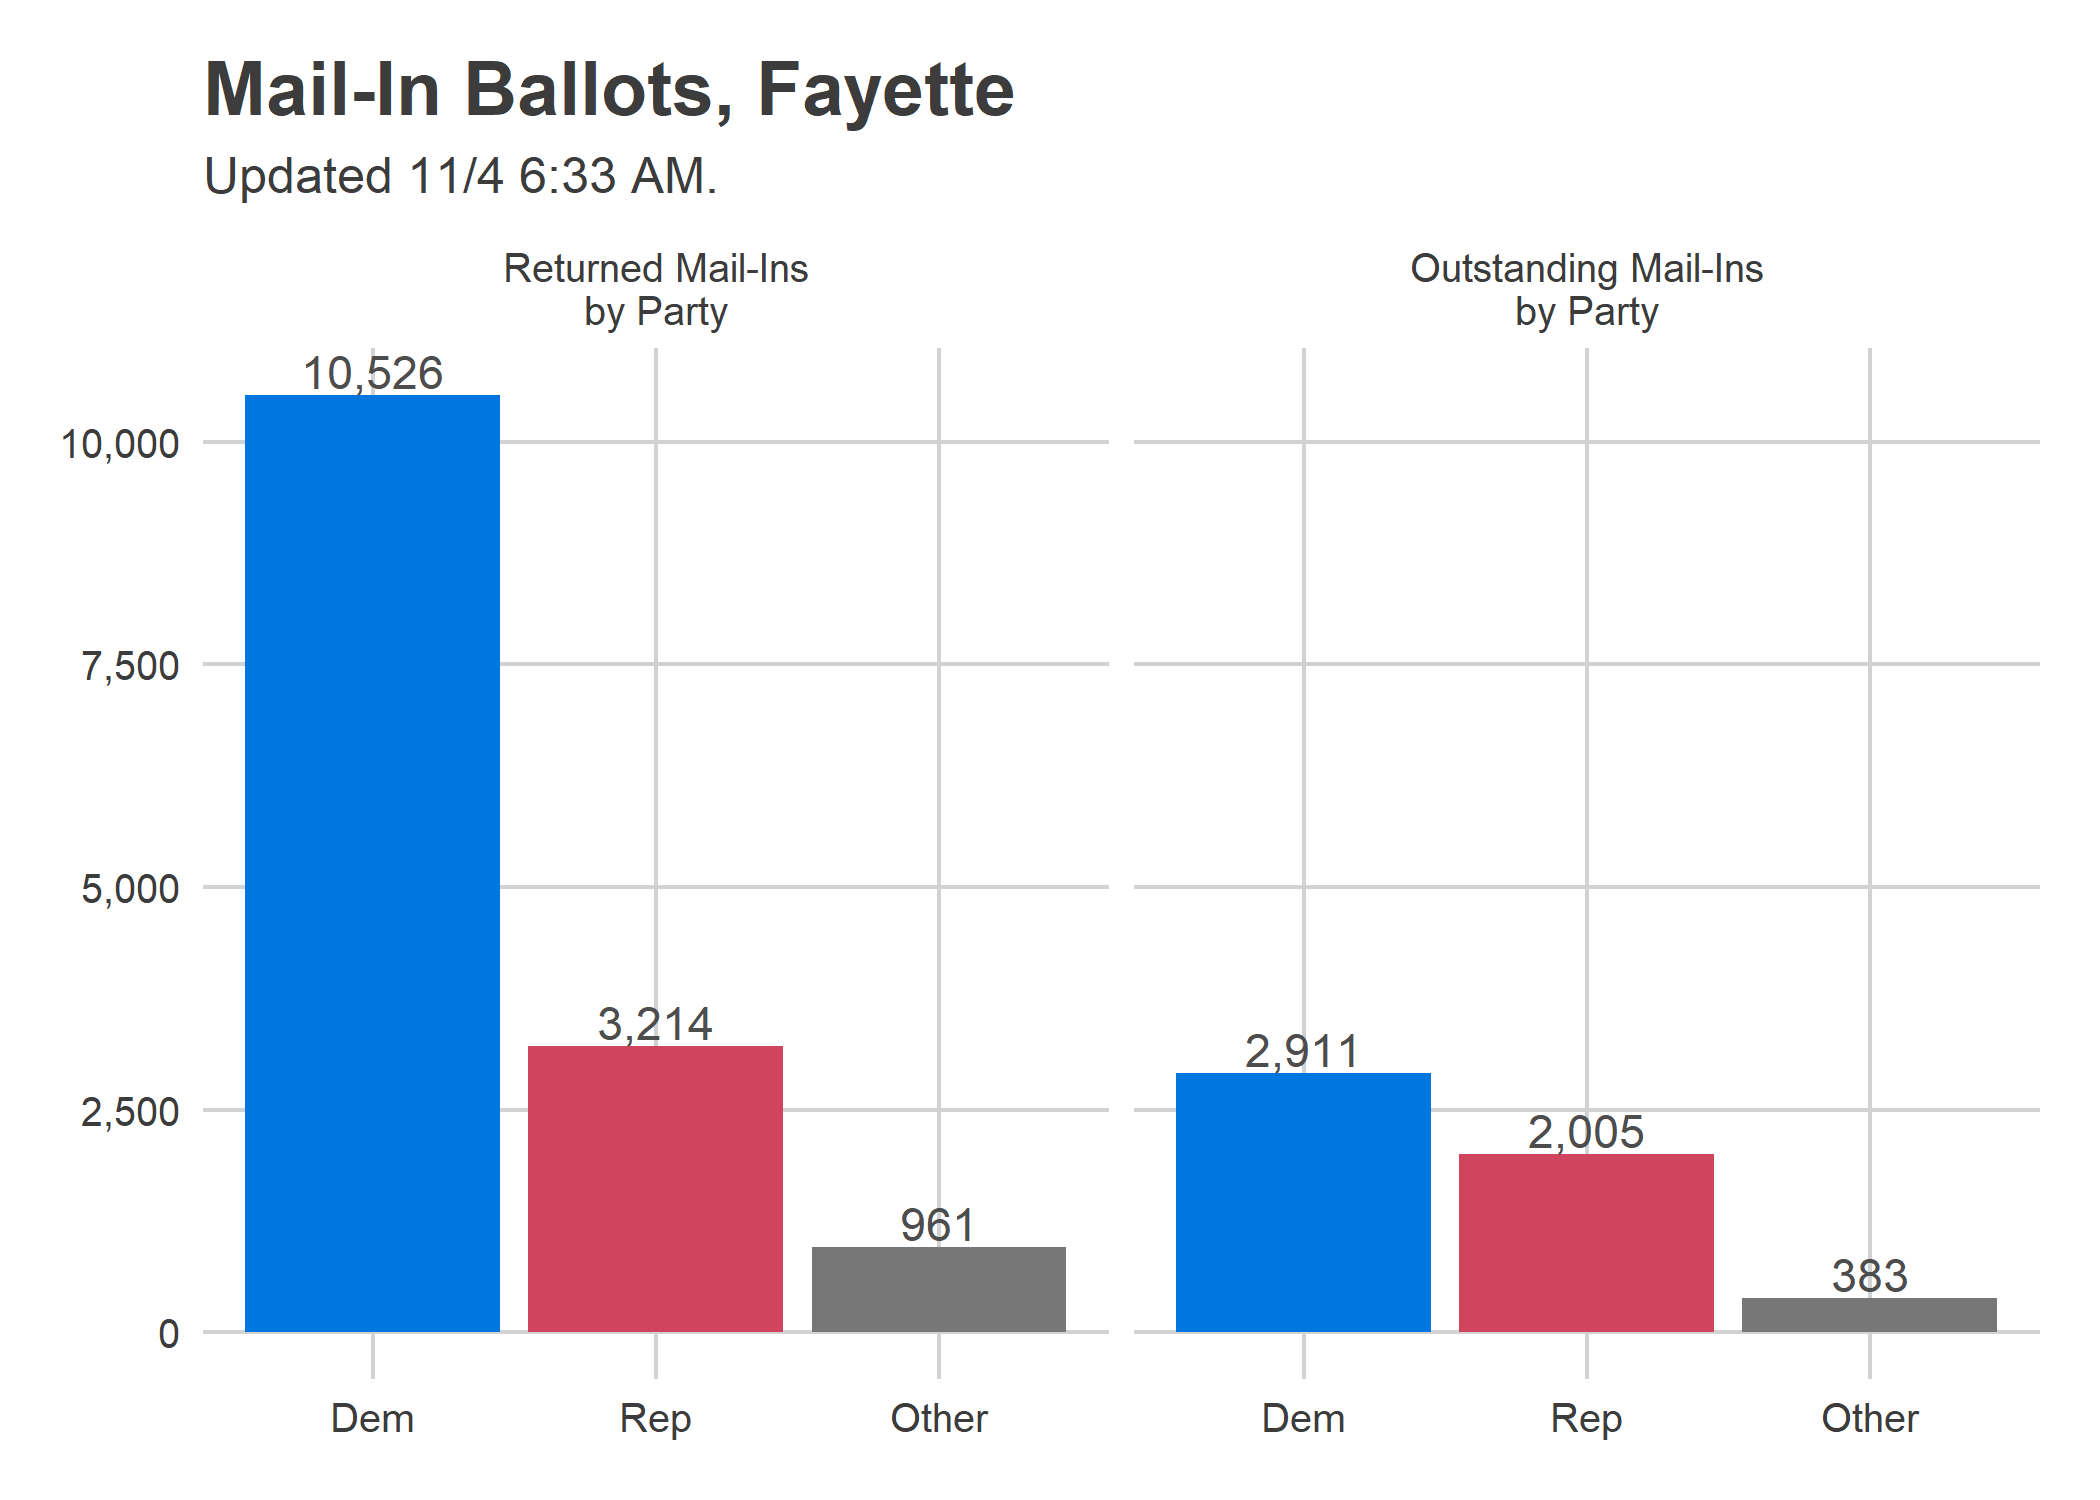 Mail-In Ballots, Fayette
Updated 11/4 6:33 AM.
Returned Mail-Ins
by Party
Outstanding Mail-Ins
by Party
10,000
7,500
5,000
2,500
0
10,526
3,214
961
2,911
2,005
383
Dem
Rep
Other
Dem
Rep
Other